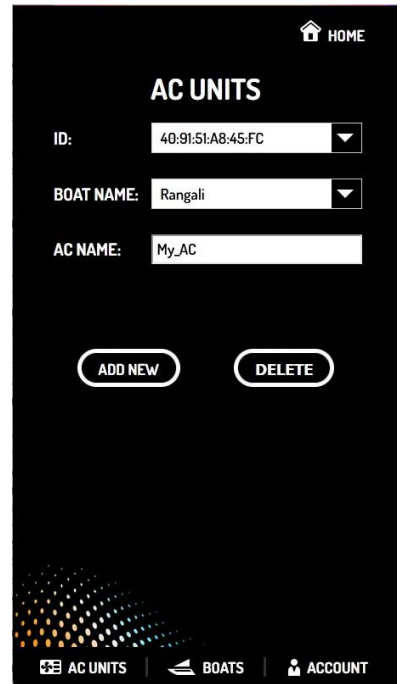 HOME
AC UNITS
ID: 40:91:51:A8:45:FC
BOAT NAME: Rangali
AC NAME: My_AC
ADD NEW DELETE
AC UNITS BOATS ACCOUNT